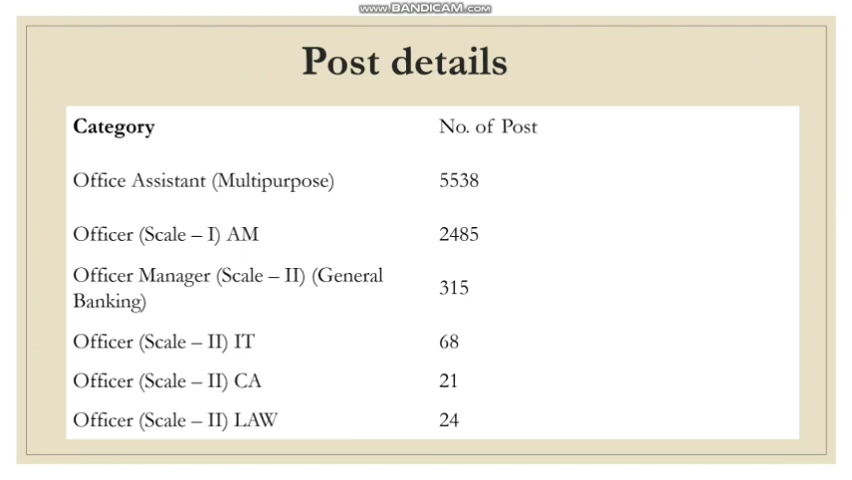 www.BANDICAM.com
Post details
Category No. of Post
Office Assistant (Multipurpose) 5538
Officer (Scale – I) AM 2485
Officer Manager (Scale – II) (General
Banking) 315
Officer (Scale – II) IT 68
Officer (Scale – II) CA 21
Officer (Scale – II) LAW 24